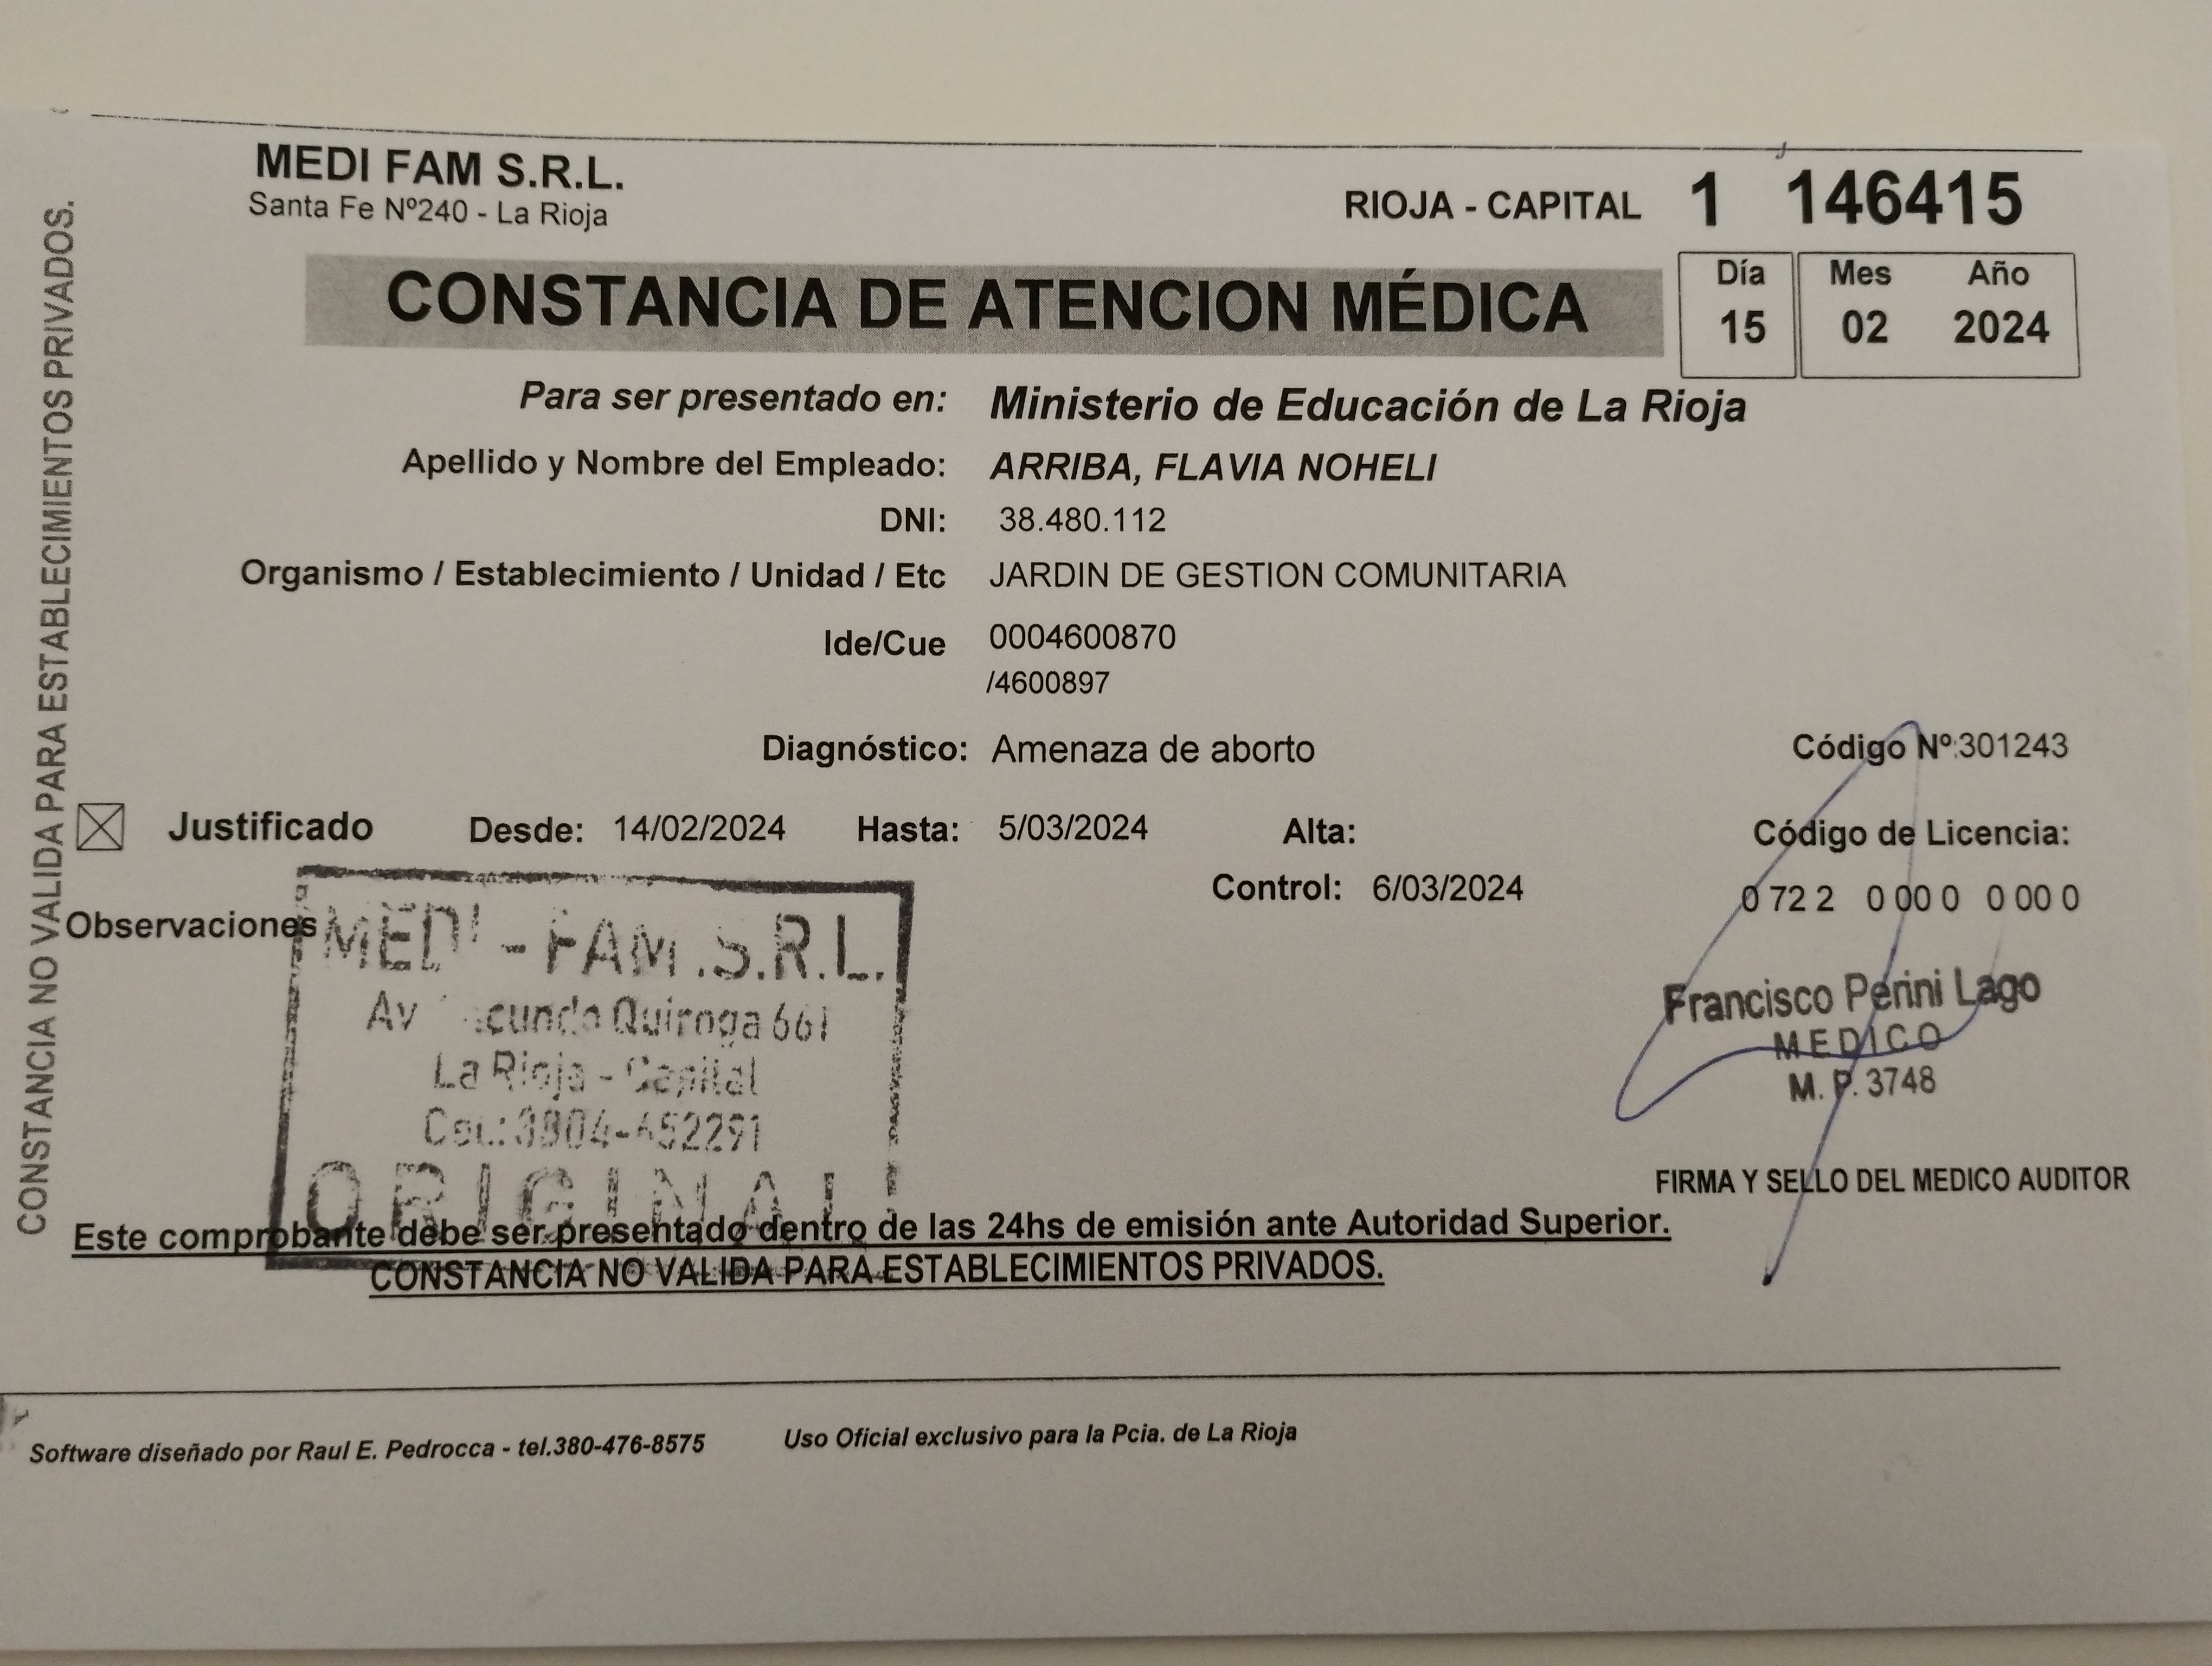 MEDI FAM S.R.L.
Santa Fe Nº240 - La Rioja
RIOJA - CAPITAL 1 146415
CONSTANCIA DE ATENCION MÉDICA
Día Mes Año
15 02 2024
Para ser presentado en: Ministerio de Educación de La Rioja
Apellido y Nombre del Empleado: ARRIBA, FLAVIA NOHELI
DNI: 38.480.112
Organismo / Establecimiento / Unidad / Etc JARDIN DE GESTION COMUNITARIA
Ide/Cue 0004600870
/4600897
Diagnóstico: Amenaza de aborto
Código Nº:301243
Justificado Desde: 14/02/2024 Hasta: 5/03/2024 Alta:
Código de Licencia:
Control: 6/03/2024
0 72 2 0 00 0 0 00 0
Observaciones
MEDI - FAM.S.R.L.
Av Quiroga 661
La Rioja - Capital
ORIGINAL
Francisco Perini Lago
MEDICO
M. P. 3748
FIRMA Y SELLO DEL MEDICO AUDITOR
Este comprobante debe ser presentado dentro de las 24hs de emisión ante Autoridad Superior.
CONSTANCIA NO VALIDA PARA ESTABLECIMIENTOS PRIVADOS.
CONSTANCIA NO VALIDA PARA ESTABLECIMIENTOS PRIVADOS.
Software diseñado por Raul E. Pedrocca - tel.380-476-8575 Uso Oficial exclusivo para la Pcia. de La Rioja